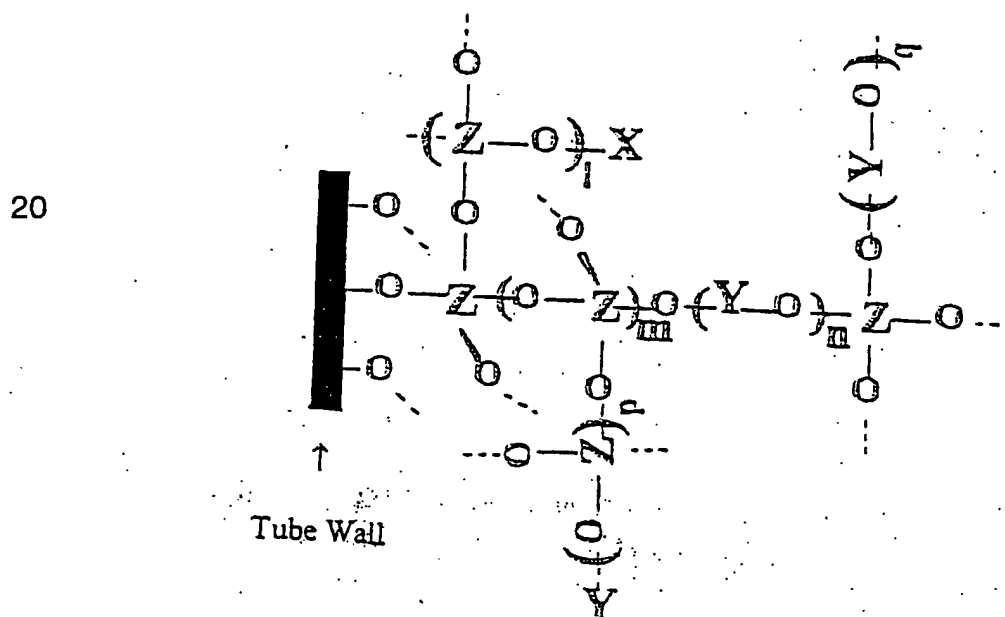 O
( Z — O )l X
20
O O O
O Z ( O — Z )m O ( Y — O )n Z — O
O O O O
( Y — O )q
O — Z )p
↑
Tube Wall
( O )
Y